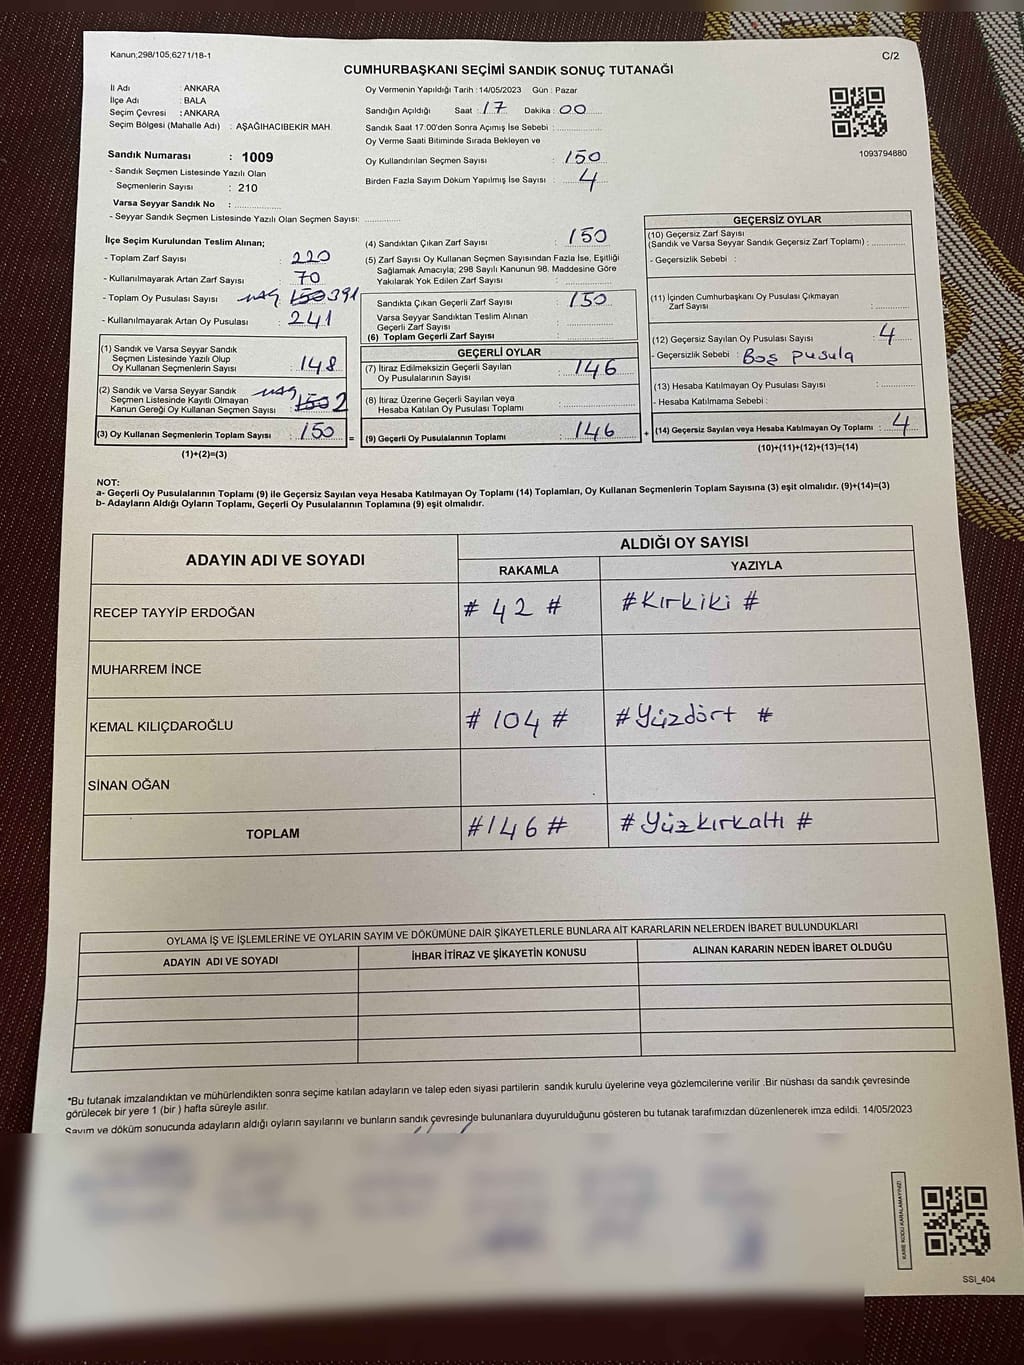 Kanun;298/105,6271/18-1
C/2
CUMHURBAŞKANI SEÇİMİ SANDIK SONUÇ TUTANAĞI
İl Adı : ANKARA
İlçe Adı : BALA
Seçim Çevresi : ANKARA
Seçim Bölgesi (Mahalle Adı) : AŞAĞIHACIBEKİR MAH.
Sandık Numarası : 1009
- Sandık Seçmen Listesinde Yazılı Olan
Seçmenlerin Sayısı : 210
Varsa Seyyar Sandık No : ..............
- Seyyar Sandık Seçmen Listesinde Yazılı Olan Seçmen Sayısı: ............
Oy Vermenin Yapıldığı Tarih : 14/05/2023 Gün : Pazar
Sandığın Açıldığı Saat : 17 Dakika : 00
Sandık Saat 17:00'den Sonra Açılmış İse Sebebi : ..............
Oy Verme Saati Bitiminde Sırada Bekleyen ve
Oy Kullandırılan Seçmen Sayısı : 150
Birden Fazla Sayım Döküm Yapılmış İse Sayısı : 4
1093794880
İlçe Seçim Kurulundan Teslim Alınan;
- Toplam Zarf Sayısı : 220
- Kullanılmayarak Artan Zarf Sayısı : 70
- Toplam Oy Pusulası Sayısı : 150 391
- Kullanılmayarak Artan Oy Pusulası : 241
(1) Sandık ve Varsa Seyyar Sandık
Seçmen Listesinde Yazılı Olup
Oy Kullanan Seçmenlerin Sayısı : 148
(2) Sandık ve Varsa Seyyar Sandık
Seçmen Listesinde Kayıtlı Olmayan
Kanun Gereği Oy Kullanan Seçmen Sayısı : 150 2
(3) Oy Kullanan Seçmenlerin Toplam Sayısı : 150 =
(1)+(2)=(3)
(4) Sandıktan Çıkan Zarf Sayısı : 150
(5) Zarf Sayısı Oy Kullanan Seçmen Sayısından Fazla İse, Eşitliği
Sağlamak Amacıyla; 298 Sayılı Kanunun 98. Maddesine Göre
Yakılarak Yok Edilen Zarf Sayısı : ..............
Sandıkta Çıkan Geçerli Zarf Sayısı : 150
Varsa Seyyar Sandıktan Teslim Alınan
Geçerli Zarf Sayısı : ..............
(6) Toplam Geçerli Zarf Sayısı :
GEÇERLİ OYLAR
(7) İtiraz Edilmeksizin Geçerli Sayılan
Oy Pusulalarının Sayısı : 146
(8) İtiraz Üzerine Geçerli Sayılan veya
Hesaba Katılan Oy Pusulası Toplamı : ..............
(9) Geçerli Oy Pusulalarının Toplamı : 146 +
GEÇERSİZ OYLAR
(10) Geçersiz Zarf Sayısı
(Sandık ve Varsa Seyyar Sandık Geçersiz Zarf Toplamı) : ..........
- Geçersizlik Sebebi :
(11) İçinden Cumhurbaşkanı Oy Pusulası Çıkmayan
Zarf Sayısı : ..........
(12) Geçersiz Sayılan Oy Pusulası Sayısı : 4
- Geçersizlik Sebebi : Boş pusula
(13) Hesaba Katılmayan Oy Pusulası Sayısı : ..........
- Hesaba Katılmama Sebebi :
(14) Geçersiz Sayılan veya Hesaba Katılmayan Oy Toplamı : 4
(10)+(11)+(12)+(13)=(14)
NOT:
a- Geçerli Oy Pusulalarının Toplamı (9) ile Geçersiz Sayılan veya Hesaba Katılmayan Oy Toplamı (14) Toplamları, Oy Kullanan Seçmenlerin Toplam Sayısına (3) eşit olmalıdır. (9)+(14)=(3)
b- Adayların Aldığı Oyların Toplamı, Geçerli Oy Pusulalarının Toplamına (9) eşit olmalıdır.
ADAYIN ADI VE SOYADI
ALDIĞI OY SAYISI
RAKAMLA YAZIYLA
RECEP TAYYİP ERDOĞAN # 42 # # Kırkiki #
MUHARREM İNCE
KEMAL KILIÇDAROĞLU # 104 # # Yüzdört #
SİNAN OĞAN
TOPLAM #146# # Yüzkırkaltı #
OYLAMA İŞ VE İŞLEMLERİNE VE OYLARIN SAYIM VE DÖKÜMÜNE DAİR ŞİKAYETLERLE BUNLARA AİT KARARLARIN NELERDEN İBARET BULUNDUKLARI
ADAYIN ADI VE SOYADI İHBAR İTİRAZ VE ŞİKAYETİN KONUSU ALINAN KARARIN NEDEN İBARET OLDUĞU
*Bu tutanak imzalandıktan ve mühürlendikten sonra seçime katılan adayların ve talep eden siyasi partilerin sandık kurulu üyelerine veya gözlemcilerine verilir .Bir nüshası da sandık çevresinde
görülecek bir yere 1 (bir ) hafta süreyle asılır.
Sayım ve döküm sonucunda adayların aldığı oyların sayılarını ve bunların sandık çevresinde bulunanlara duyurulduğunu gösteren bu tutanak tarafımızdan düzenlenerek imza edildi. 14/05/2023
KARE KODU KARALAMAYINIZ!
SSI_404